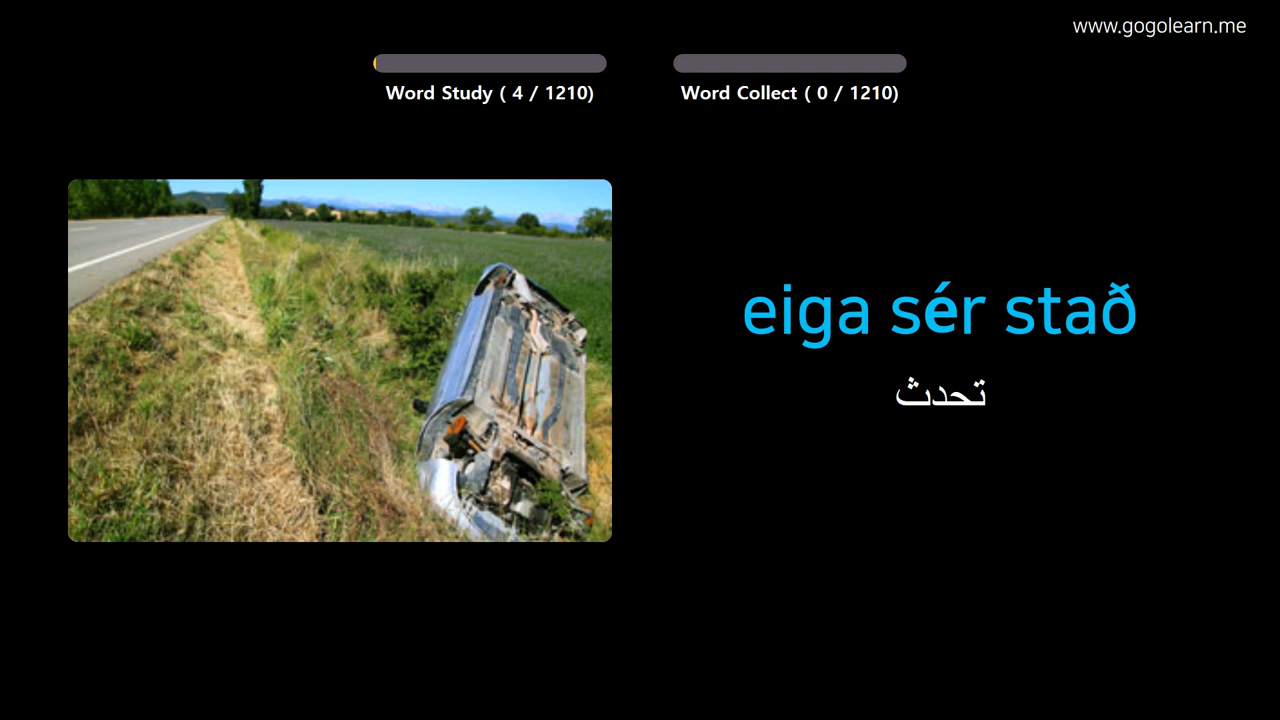 www.gogolearn.me
Word Study ( 4 / 1210)
Word Collect ( 0 / 1210)
eiga sér stað
تحدث